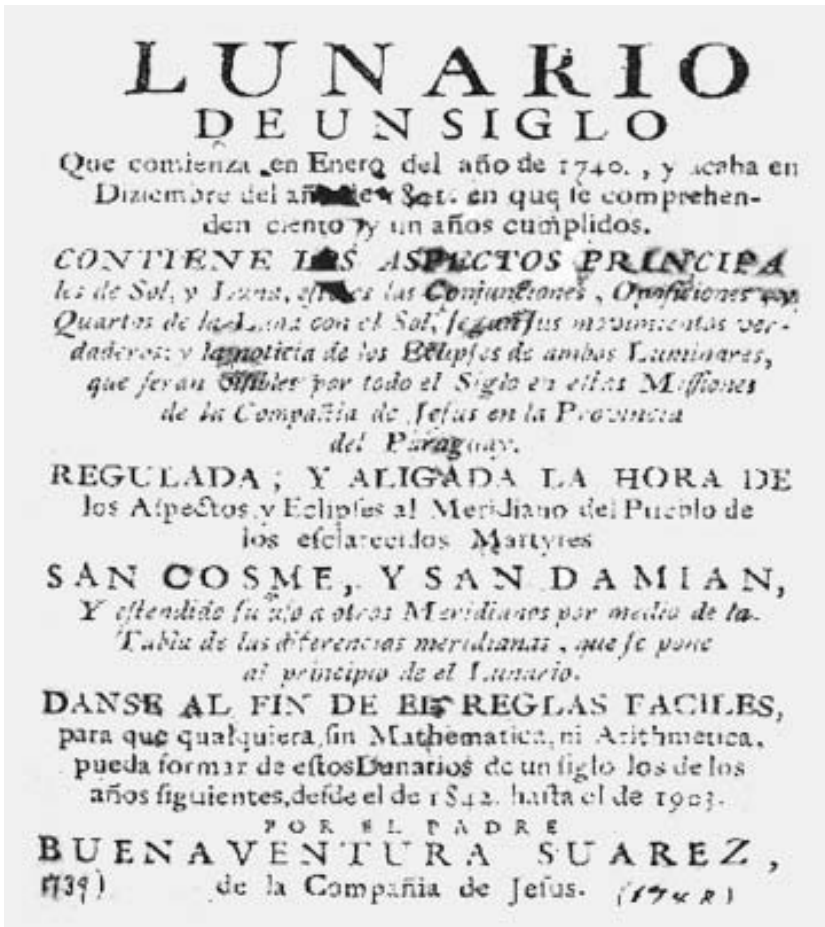 LUNARIO
DE UN SIGLO
Que comienza en Enero del año de 1740., y acaba en
Diziembre del año de 1841. en que se comprehen-
den ciento y un años cumplidos.
CONTIENE LOS ASPECTOS PRINCIPA
les de Sol, y Luna, esto es las Conjunciones, Oposiciones y
Quartos de la Luna con el Sol, segun sus movimientos ver-
daderos: y la noticia de los Eclipses de ambos Luminares,
que seran visibles por todo el Siglo en estas Missiones
de la Compañia de Jesus en la Provincia
del Paraguay.
REGULADA; Y ALIGADA LA HORA DE
los Aspectos, y Eclipses al Meridiano del Pueblo de
los esclarecidos Martyres
SAN COSME, Y SAN DAMIAN,
Y estendido su uso a otros Meridianos por medio de la
Tabla de las diferencias meridianas, que se pone
al principio de el Lunario.
DANSE AL FIN DE EL REGLAS FACILES,
para que qualquiera, sin Mathematica, ni Arithmetica,
pueda formar de estos Lunarios de un siglo los de los
años siguientes, desde el de 1842. hasta el de 1903.
POR EL PADRE
BUENAVENTURA SUAREZ,
1739) de la Compañia de Jesus. (1748)